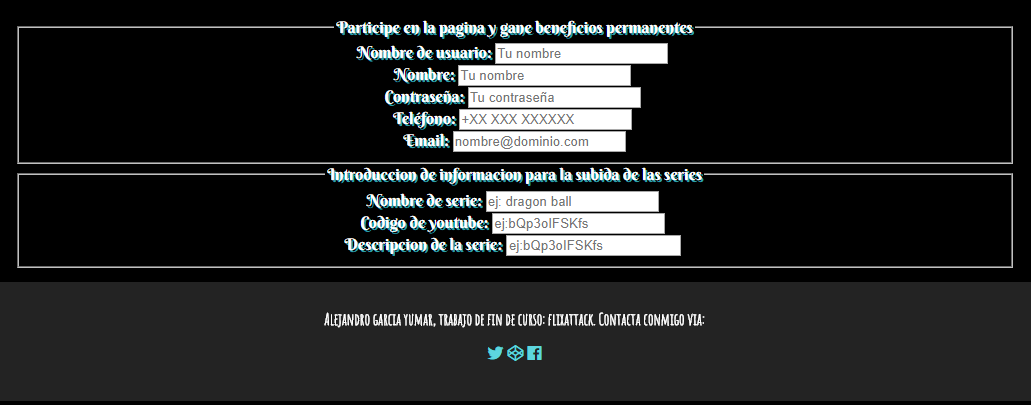 Participe en la pagina y gane beneficios permanentes
Nombre de usuario: Tu nombre
Nombre: Tu nombre
Contraseña: Tu contraseña
Teléfono: +XX XXX XXXXXX
Email: nombre@dominio.com
Introduccion de informacion para la subida de las series
Nombre de serie: ej: dragon ball
Codigo de youtube: ej:bQp3oIFSKfs
Descripcion de la serie: ej:bQp3oIFSKfs
Alejandro garcia yumar, trabajo de fin de curso: flixattack. Contacta conmigo via: